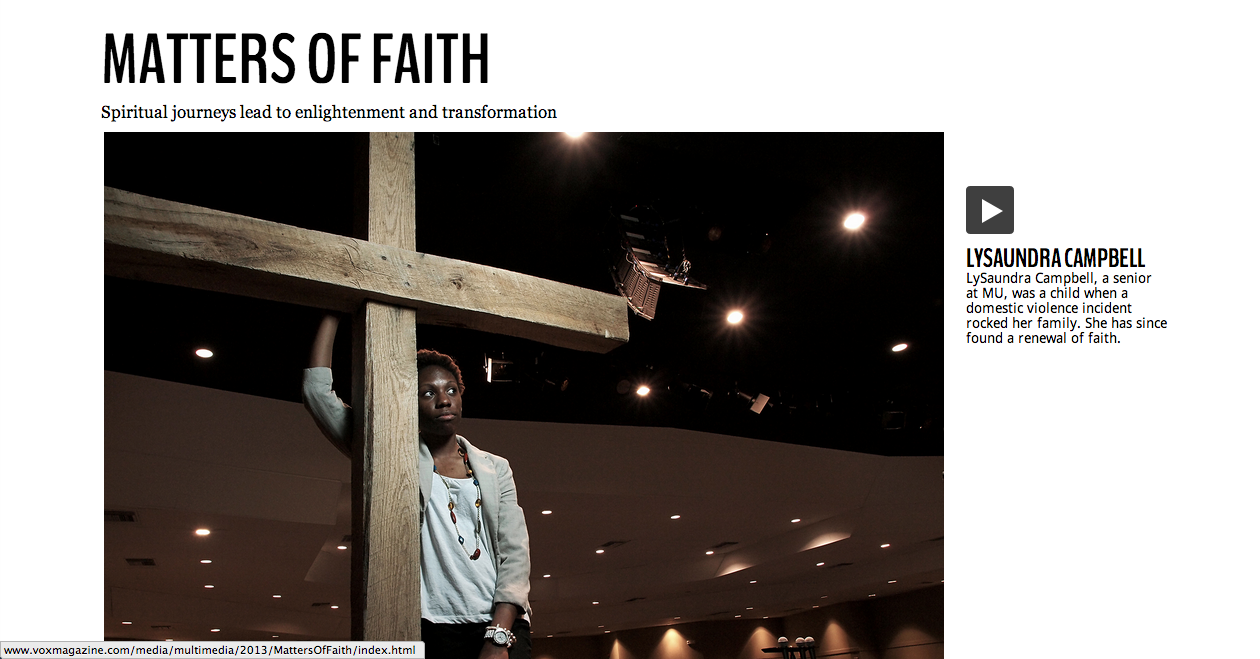 MATTERS OF FAITH
Spiritual journeys lead to enlightenment and transformation
LYSAUNDRA CAMPBELL
LySaundra Campbell, a senior
at MU, was a child when a
domestic violence incident
rocked her family. She has since
found a renewal of faith.
www.voxmagazine.com/media/multimedia/2013/MattersOfFaith/index.html